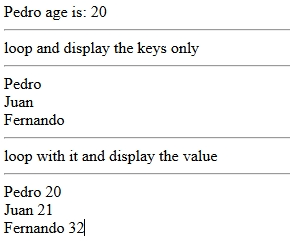 Pedro age is: 20
loop and display the keys only
Pedro
Juan
Fernando
loop with it and display the value
Pedro 20
Juan 21
Fernando 32